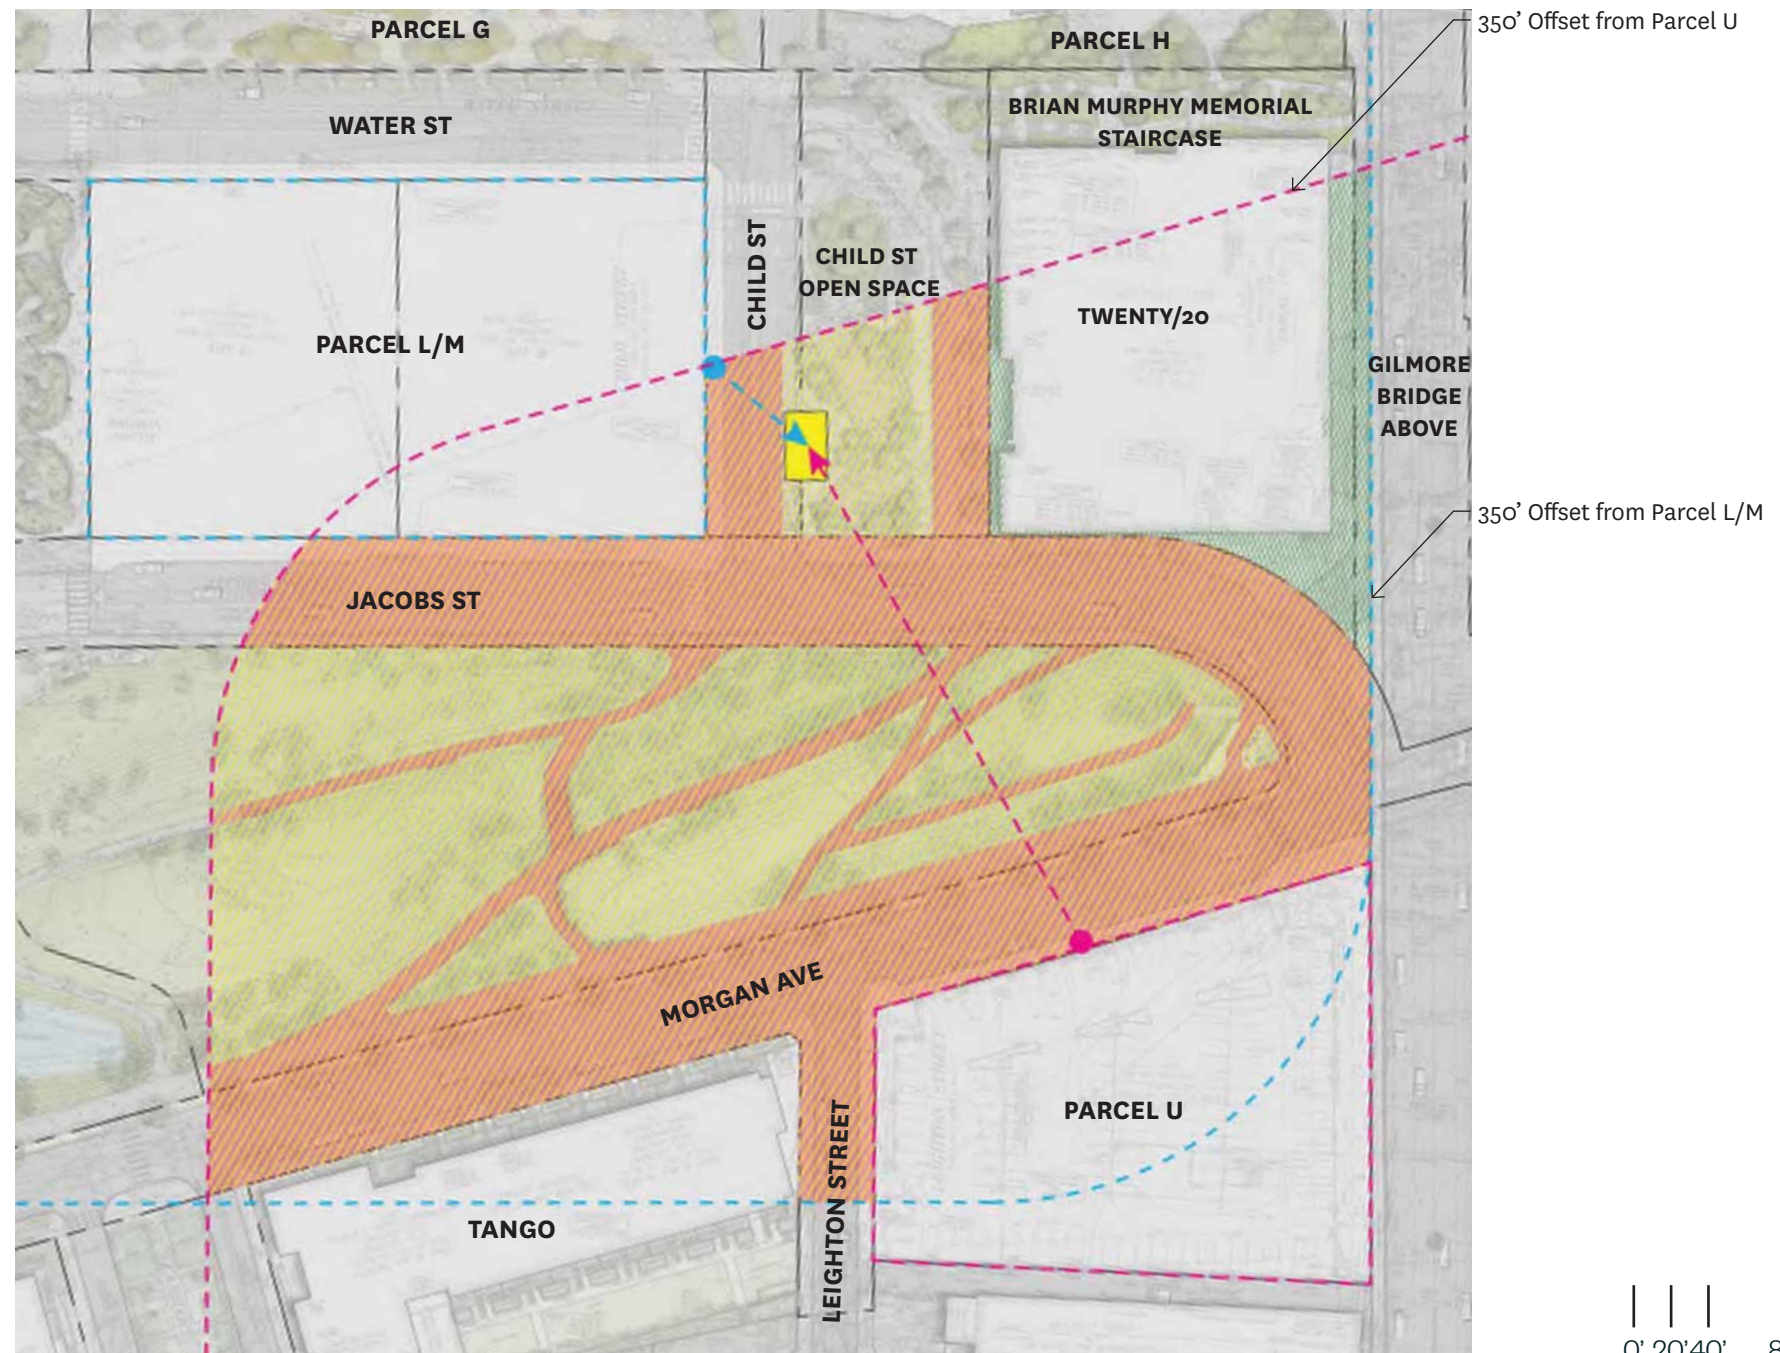 PARCEL G
350' Offset from Parcel U
PARCEL H
BRIAN MURPHY MEMORIAL
STAIRCASE
WATER ST
CHILD ST
CHILD ST
OPEN SPACE
TWENTY/20
PARCEL L/M
GILMORE
BRIDGE
ABOVE
350' Offset from Parcel L/M
JACOBS ST
MORGAN AVE
PARCEL U
LEIGHTON STREET
TANGO
0' 20'40' 8